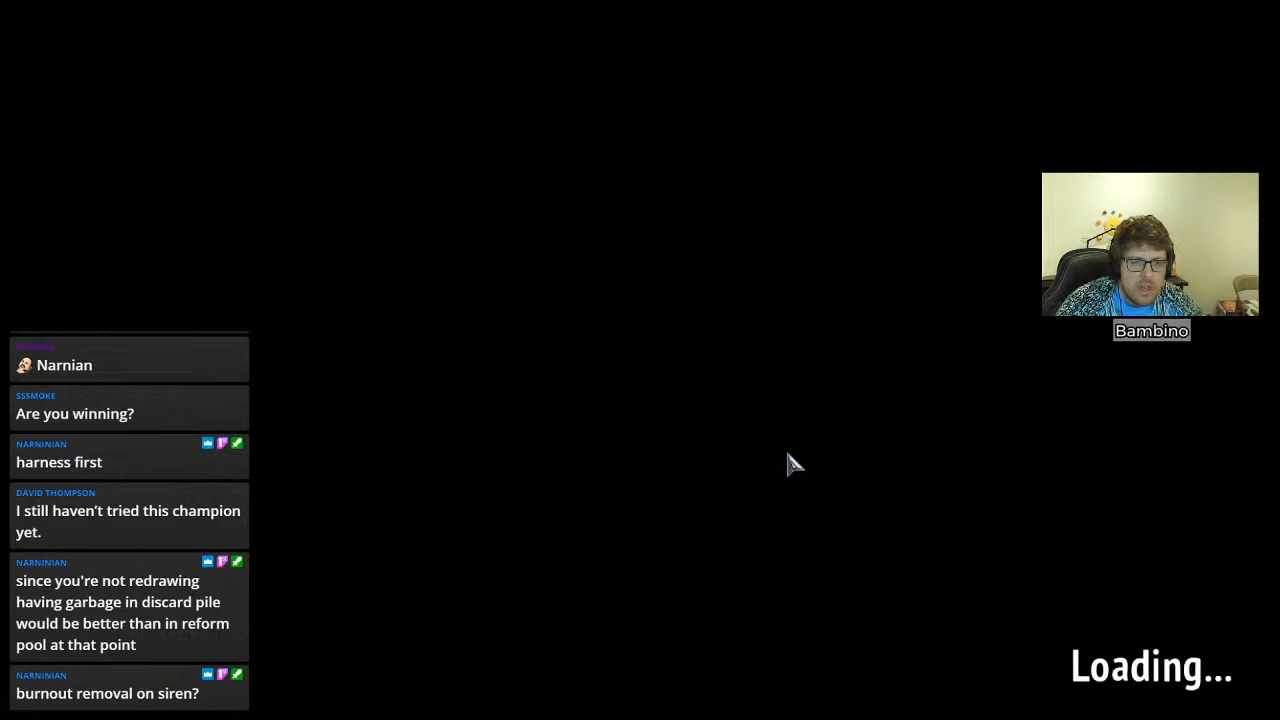 Narnian
SSSMOKE
Are you winning?
NARNINIAN
harness first
DAVID THOMPSON
I still haven't tried this champion
yet.
NARNINIAN
since you're not redrawing
having garbage in discard pile
would be better than in reform
pool at that point
NARNINIAN
burnout removal on siren?
Bambino
Loading...